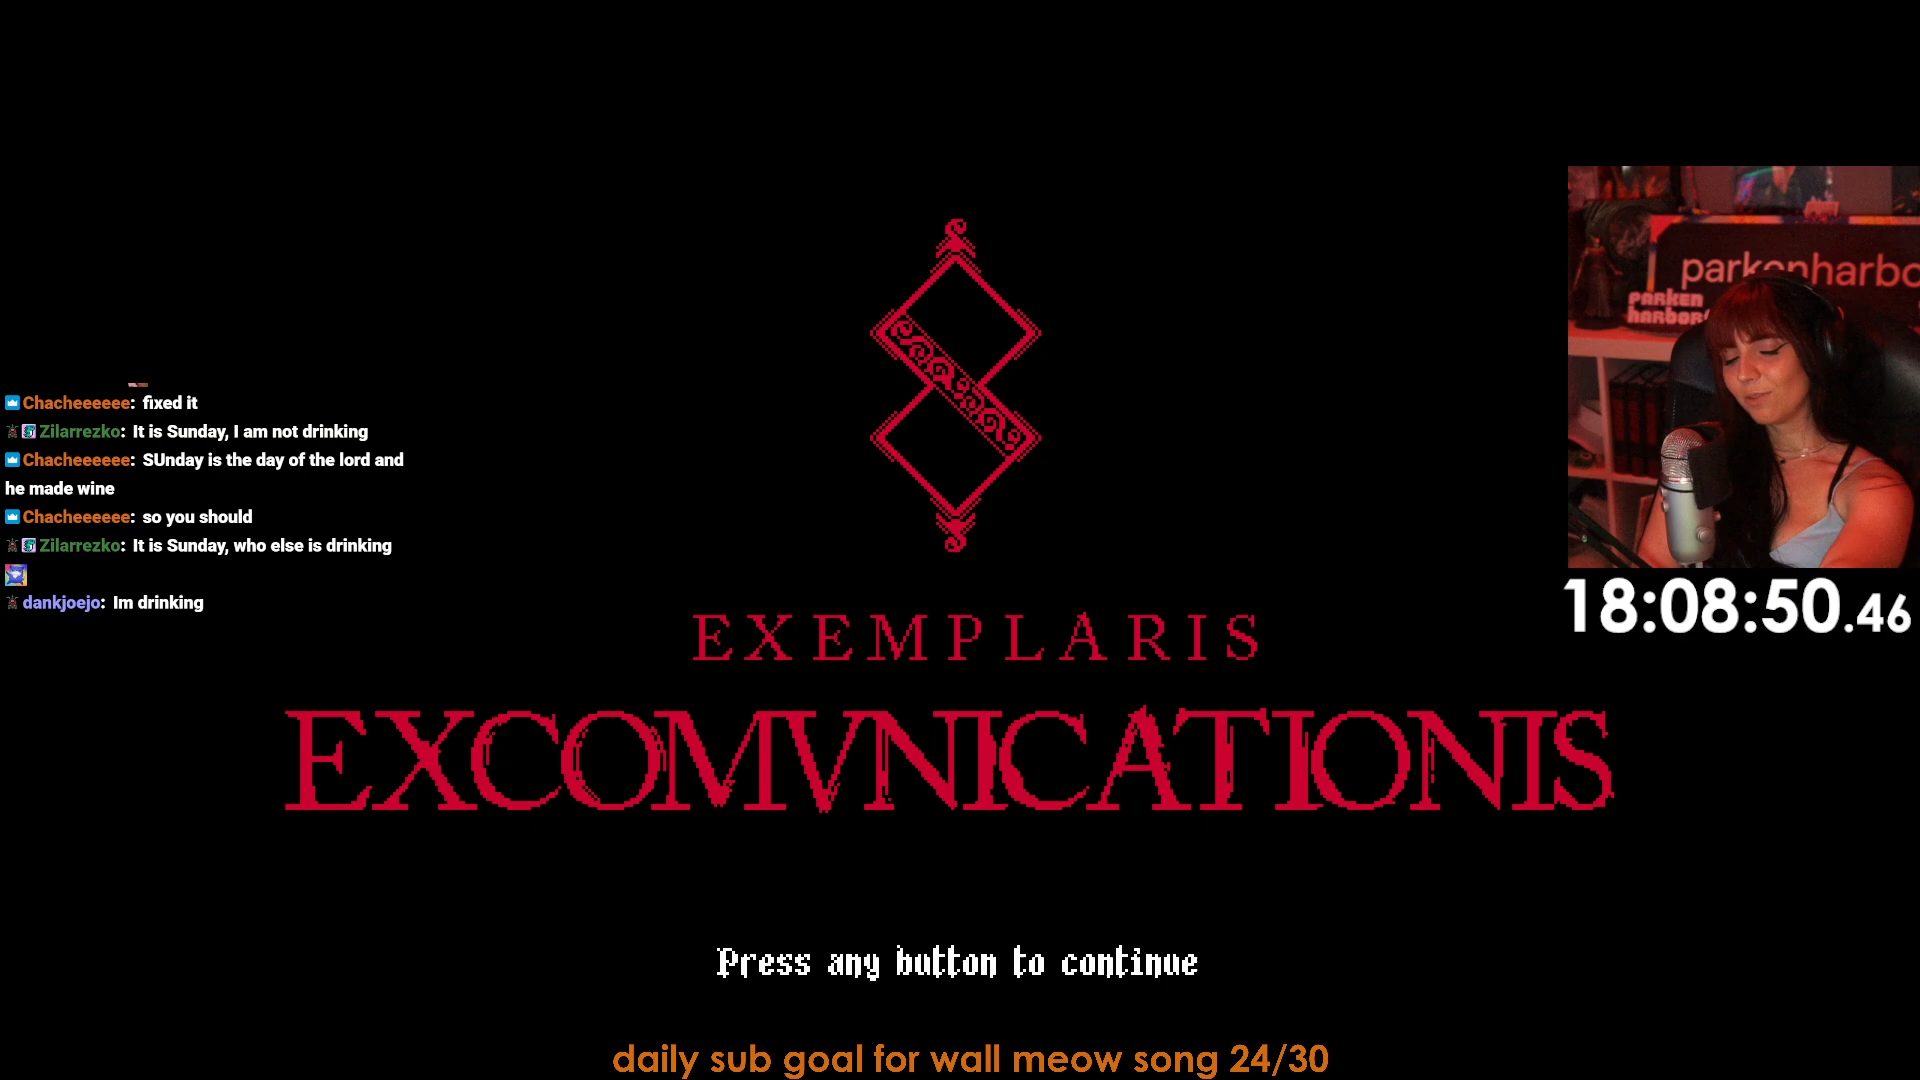 Chacheeeeee: fixed it
Zilarrezko: It is Sunday, I am not drinking
Chacheeeeee: SUnday is the day of the lord and
he made wine
Chacheeeeee: so you should
Zilarrezko: It is Sunday, who else is drinking
dankjoejo: Im drinking
EXEMPLARIS
EXCOMVNICATIONIS
Press any button to continue
daily sub goal for wall meow song 24/30
parkenharbo
PARKEN
HARBOR
18:08:50.46